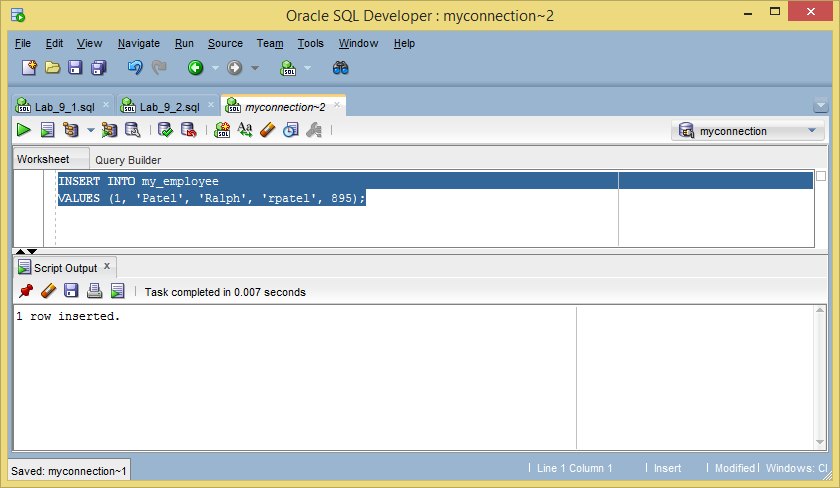 Oracle SQL Developer : myconnection~2
File Edit View Navigate Run Source Team Tools Window Help
Lab_9_1.sql Lab_9_2.sql myconnection~2
myconnection
Worksheet Query Builder
INSERT INTO my_employee
VALUES (1, 'Patel', 'Ralph', 'rpatel', 895);
Script Output x
Task completed in 0.007 seconds
1 row inserted.
Saved: myconnection~1 Line 1 Column 1 Insert Modified Windows: Cl